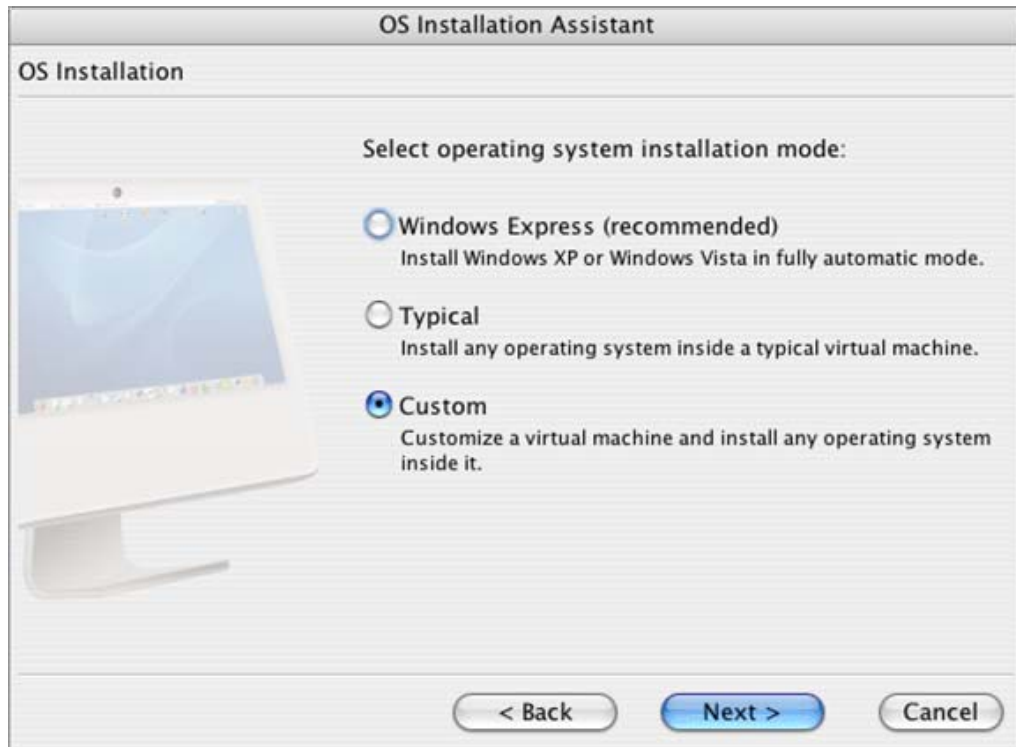 OS Installation Assistant
OS Installation
Select operating system installation mode:
Windows Express (recommended)
Install Windows XP or Windows Vista in fully automatic mode.
Typical
Install any operating system inside a typical virtual machine.
Custom
Customize a virtual machine and install any operating system
inside it.
< Back
Next >
Cancel